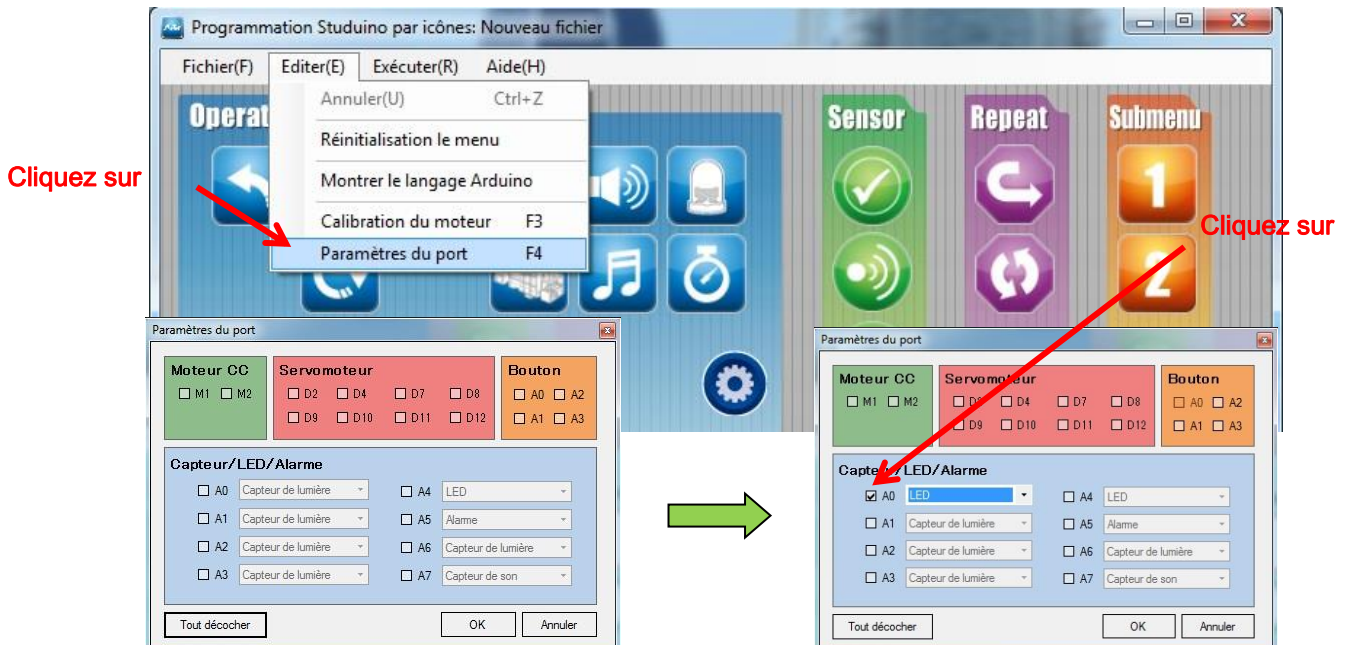 Programmation Studuino par icônes: Nouveau fichier
Fichier(F) Editer(E) Exécuter(R) Aide(H)
Annuler(U) Ctrl+Z
Réinitialisation le menu
Montrer le langage Arduino
Calibration du moteur F3
Paramètres du port F4
Operat
Sensor
Repeat
Submenu
1
2
Cliquez sur
Cliquez sur
Paramètres du port
Moteur CC Servomoteur Bouton
M1 M2 D2 D4 D7 D8 A0 A2
D9 D10 D11 D12 A1 A3
Capteur/LED/Alarme
A0 Capteur de lumière A4 LED
A1 Capteur de lumière A5 Alarme
A2 Capteur de lumière A6 Capteur de lumière
A3 Capteur de lumière A7 Capteur de son
Tout décocher OK Annuler
Paramètres du port
Moteur CC Servomoteur Bouton
M1 M2 D2 D4 D7 D8 A0 A2
D9 D10 D11 D12 A1 A3
Capteur/LED/Alarme
A0 LED A4 LED
A1 Capteur de lumière A5 Alarme
A2 Capteur de lumière A6 Capteur de lumière
A3 Capteur de lumière A7 Capteur de son
Tout décocher OK Annuler